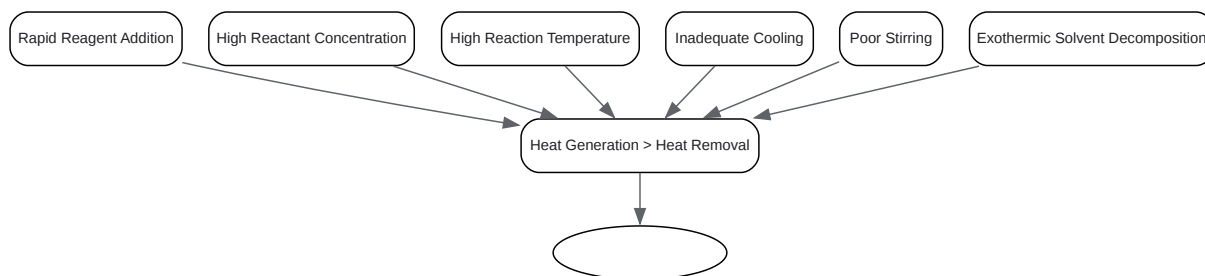 Rapid Reagent Addition
High Reactant Concentration
High Reaction Temperature
Inadequate Cooling
Poor Stirring
Exothermic Solvent Decomposition
Heat Generation > Heat Removal